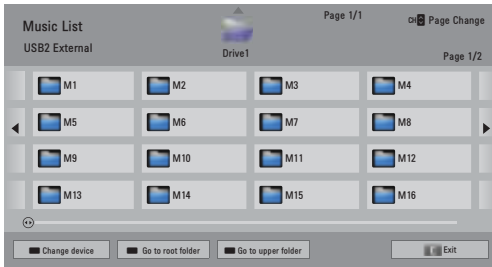 Music List
Page 1/1
CH Page Change
USB2 External
Drive1
Page 1/2
M1 M2 M3 M4
M5 M6 M7 M8
M9 M10 M11 M12
M13 M14 M15 M16
Change device Go to root folder Go to upper folder Exit